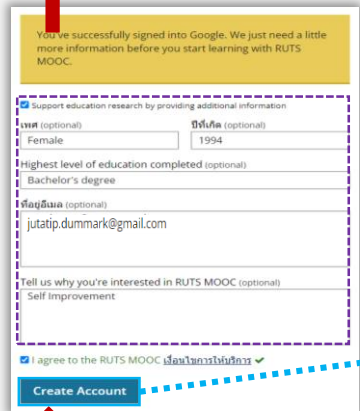 You've successfully signed into Google. We just need a little
more information before you start learning with RUTS
MOOC.
Support education research by providing additional information
เพศ (optional) ปีที่เกิด (optional)
Female 1994
Highest level of education completed (optional)
Bachelor's degree
ที่อยู่อีเมล (optional)
jutatip.dummark@gmail.com
Tell us why you're interested in RUTS MOOC (optional)
Self Improvement
I agree to the RUTS MOOC เงื่อนไขการให้บริการ ✔
Create Account